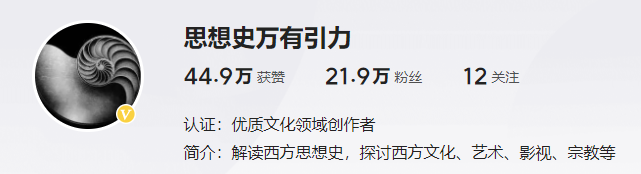 思想史万有引力
44.9万 获赞 21.9万 粉丝 12 关注
V
认证：优质文化领域创作者
简介：解读西方思想史，探讨西方文化、艺术、影视、宗教等